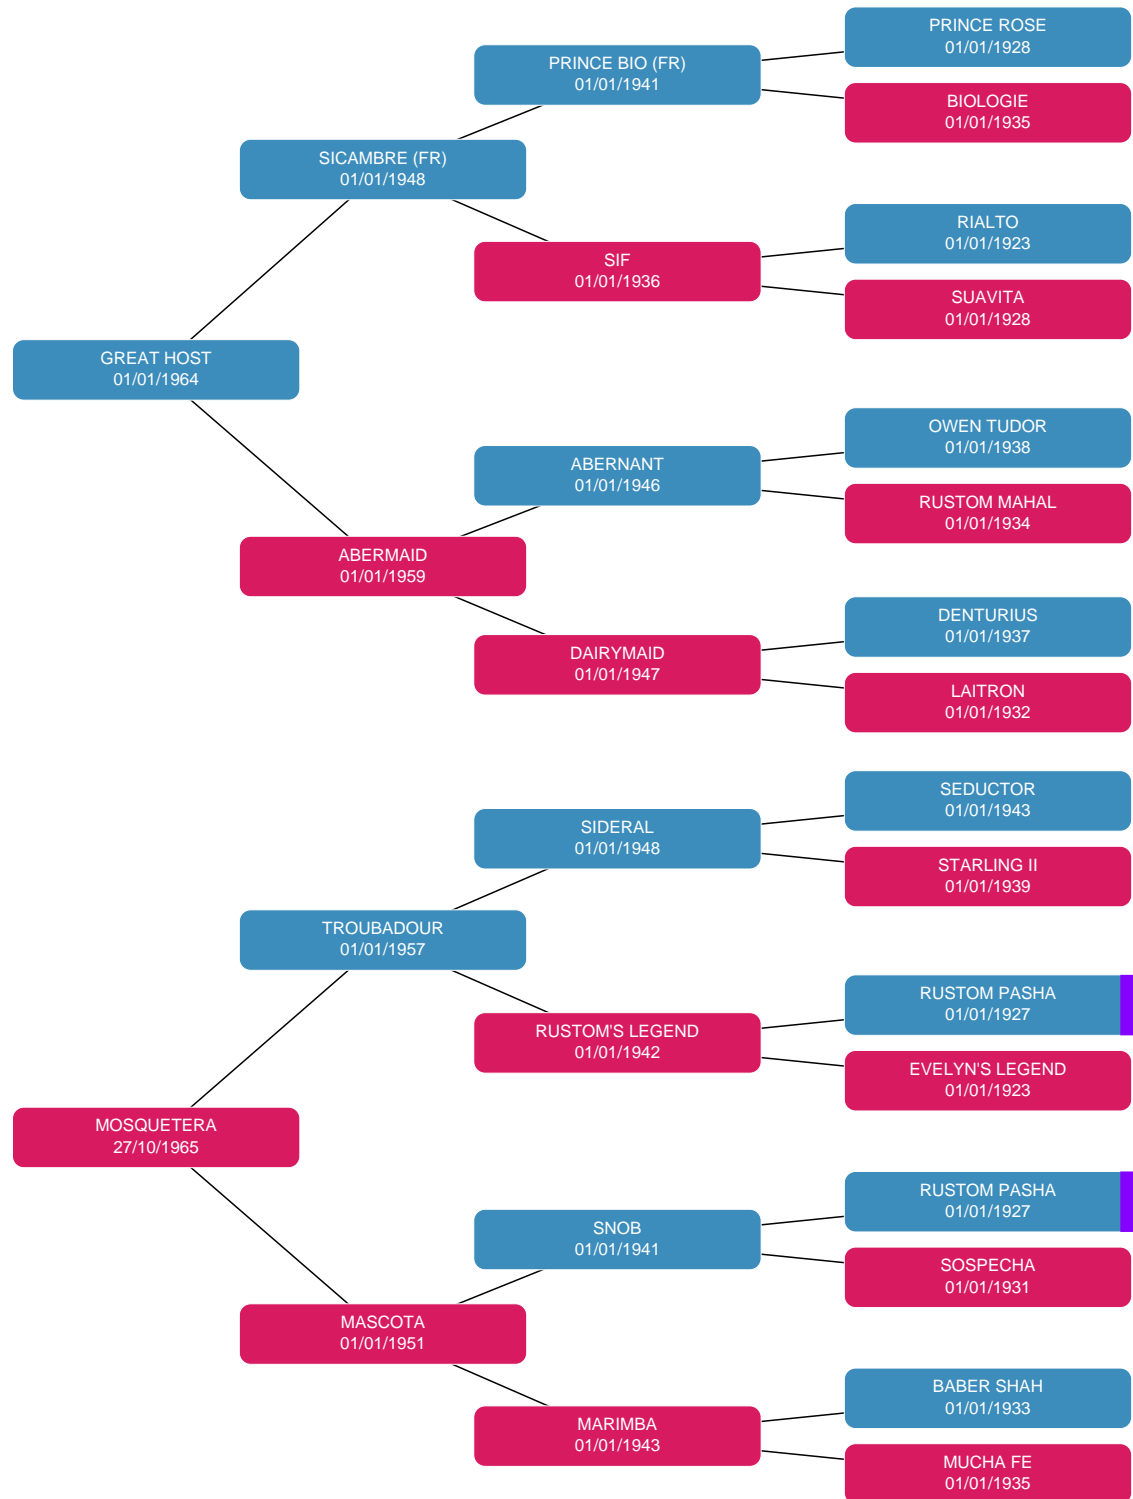 PRINCE ROSE
01/01/1928
PRINCE BIO (FR)
01/01/1941
BIOLOGIE
01/01/1935
SICAMBRE (FR)
01/01/1948
RIALTO
01/01/1923
SIF
01/01/1936
SUAVITA
01/01/1928
GREAT HOST
01/01/1964
OWEN TUDOR
01/01/1938
ABERNANT
01/01/1946
RUSTOM MAHAL
01/01/1934
ABERMAID
01/01/1959
DENTURIUS
01/01/1937
DAIRYMAID
01/01/1947
LAITRON
01/01/1932
SEDUCTOR
01/01/1943
SIDERAL
01/01/1948
STARLING II
01/01/1939
TROUBADOUR
01/01/1957
RUSTOM PASHA
01/01/1927
RUSTOM'S LEGEND
01/01/1942
EVELYN'S LEGEND
01/01/1923
MOSQUETERA
27/10/1965
RUSTOM PASHA
01/01/1927
SNOB
01/01/1941
SOSPECHA
01/01/1931
MASCOTA
01/01/1951
BABER SHAH
01/01/1933
MARIMBA
01/01/1943
MUCHA FE
01/01/1935